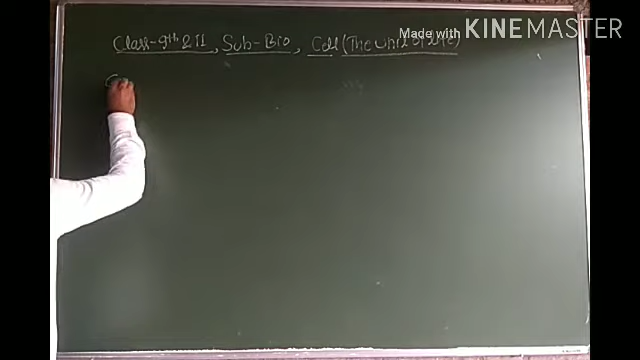 Made with KINEMASTER
Class-9th & 11, Sub-Bio, Cell (The unit of life)